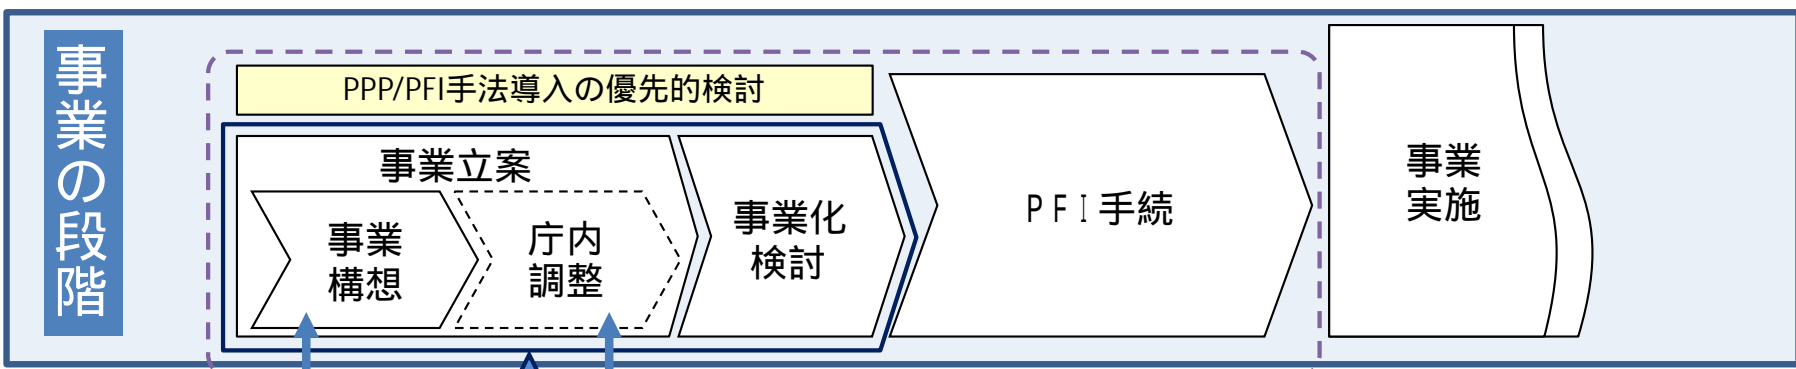 事業の段階
PPP/PFI手法導入の優先的検討
事業立案
事業
構想
庁内
調整
事業化
検討
ＰＦＩ手続
事業
実施